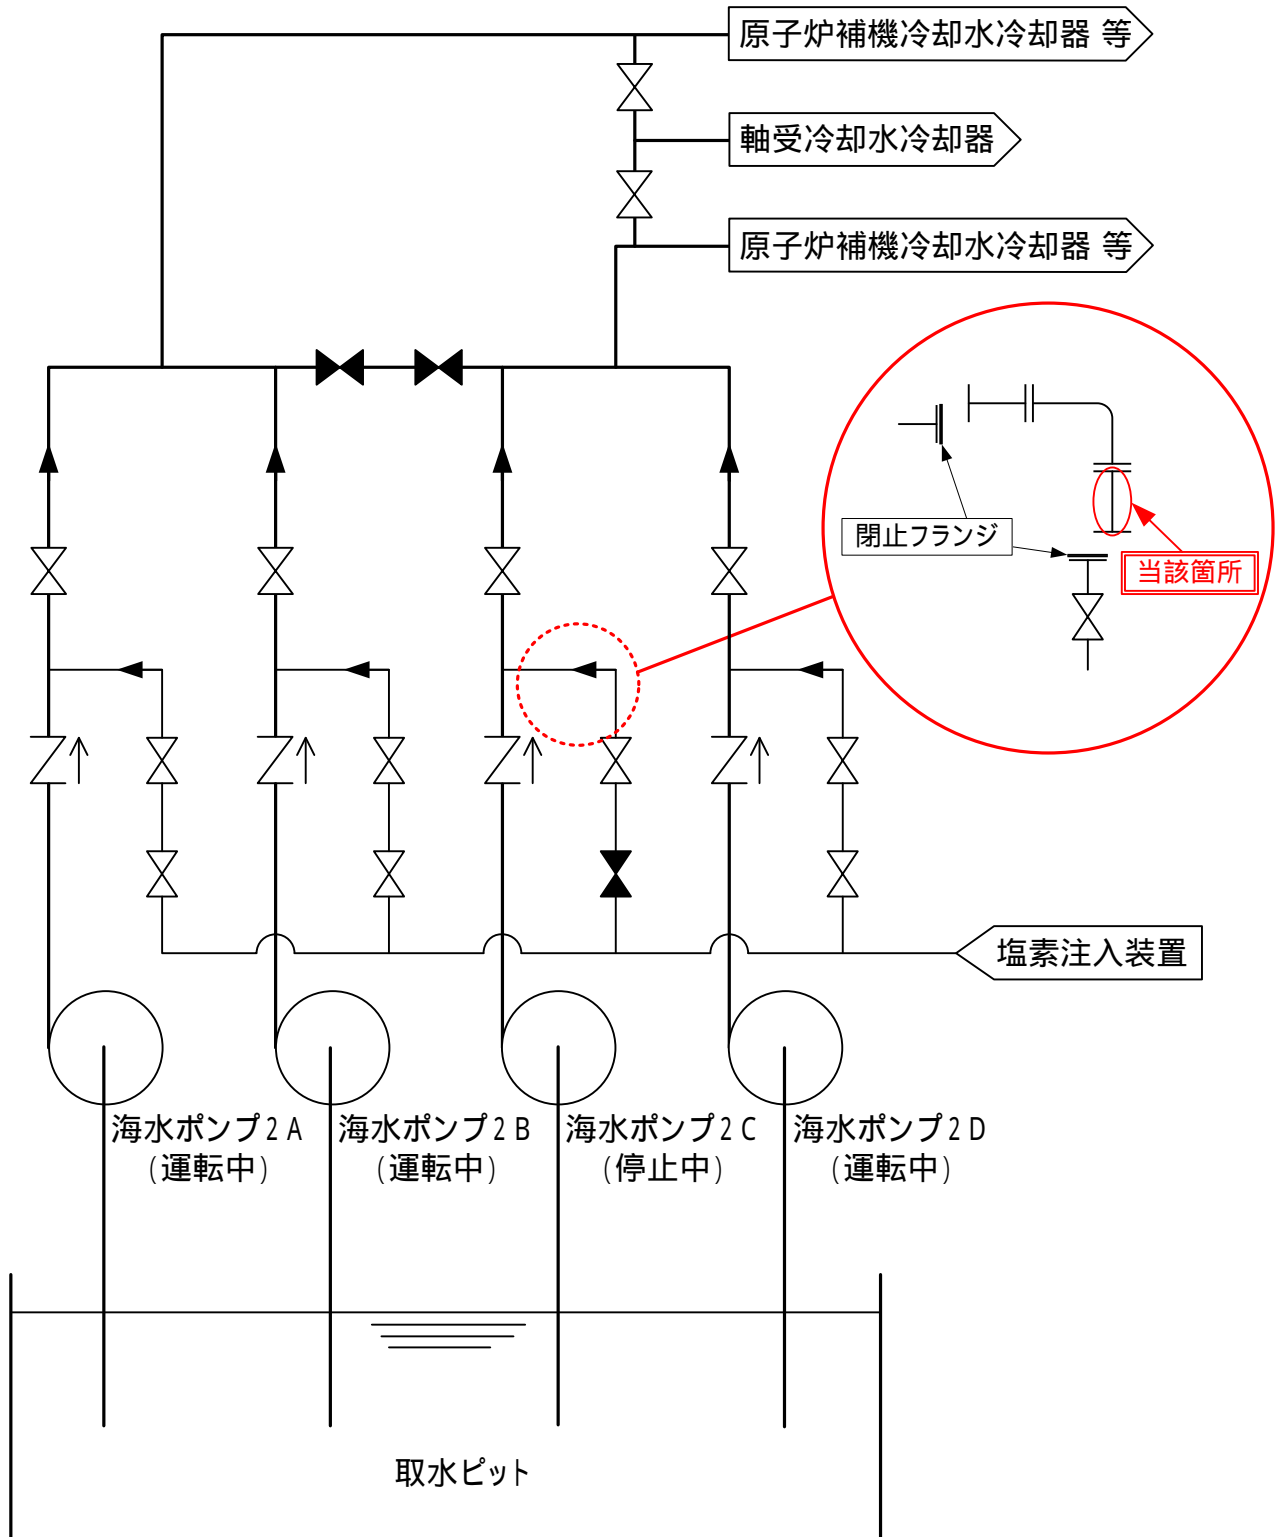 原子炉補機冷却水冷却器 等
軸受冷却水冷却器
原子炉補機冷却水冷却器 等
閉止フランジ
当該箇所
塩素注入装置
海水ポンプ2A
(運転中)
海水ポンプ2B
(運転中)
海水ポンプ2C
(停止中)
海水ポンプ2D
(運転中)
取水ピット